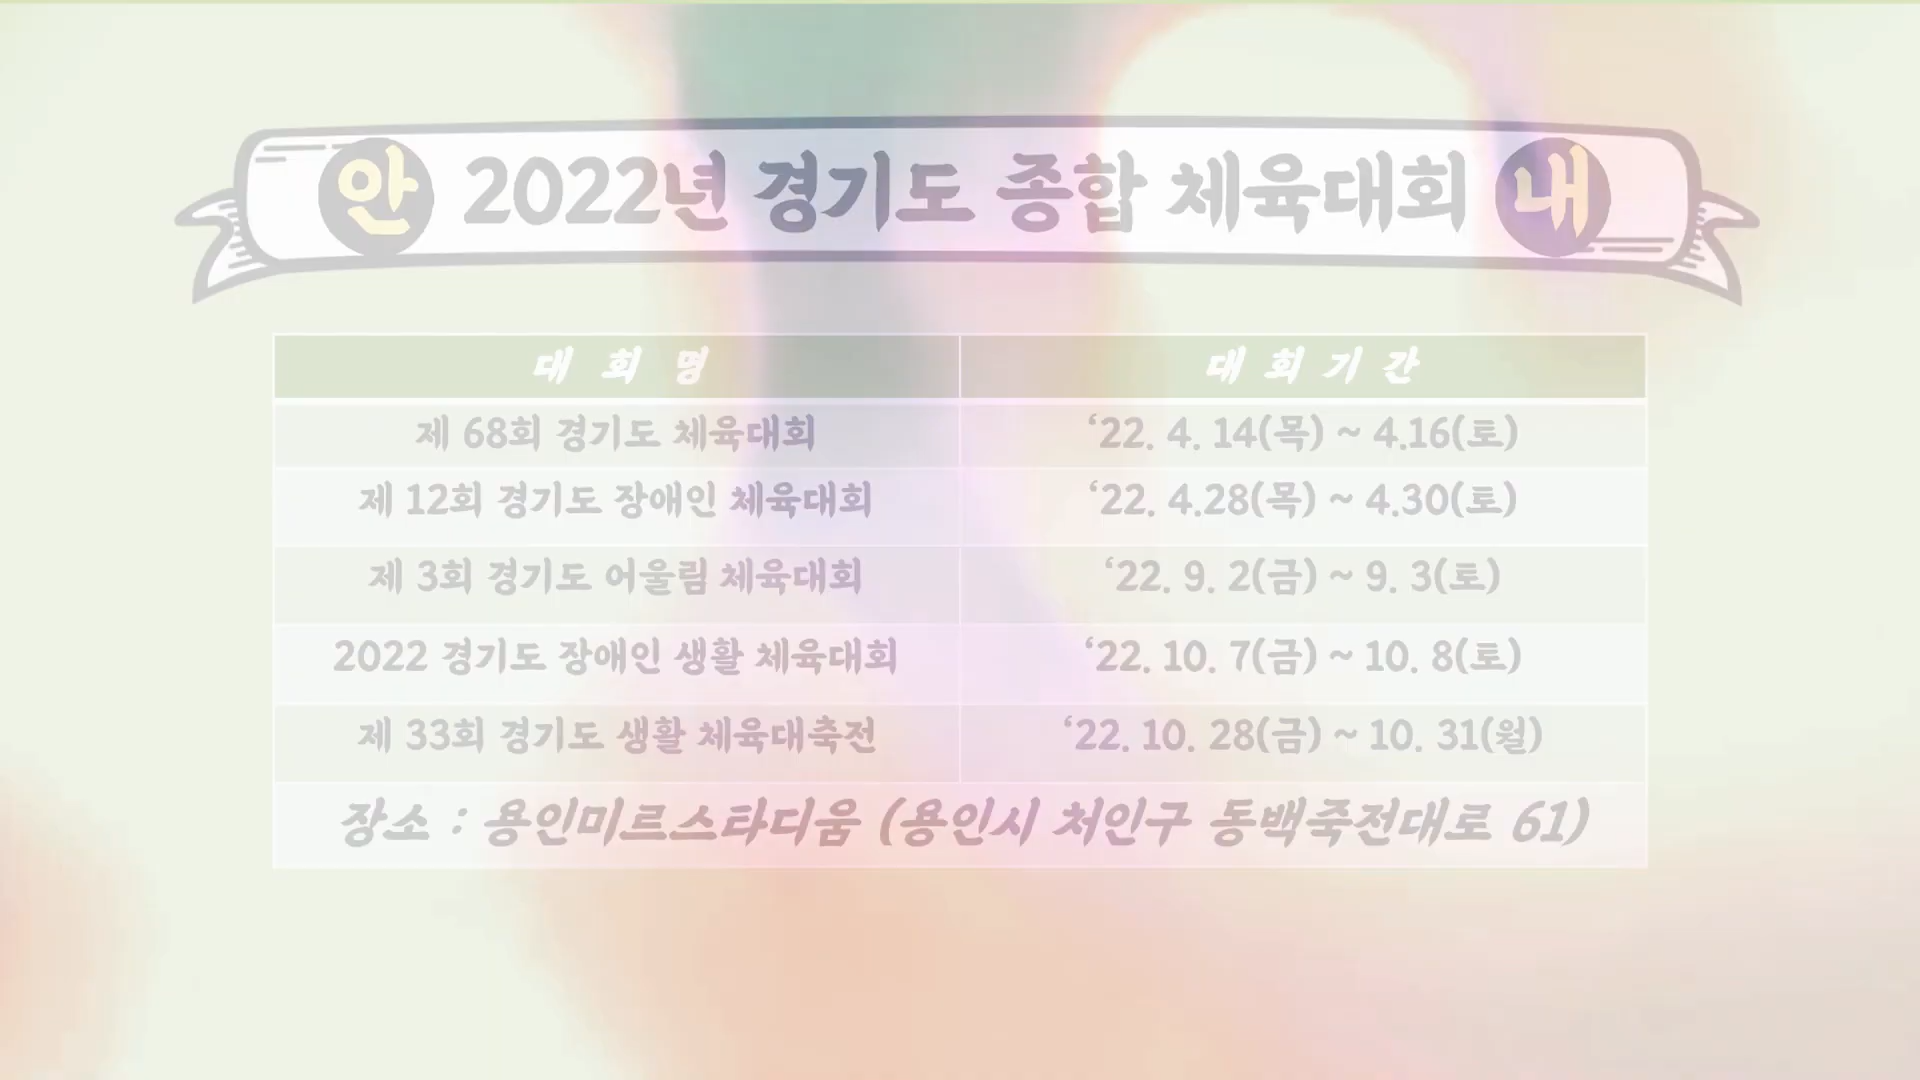 안 2022년 경기도 종합 체육대회 내
대 회 명 대 회 기 간
제 68회 경기도 체육대회 ‘22. 4. 14(목) ~ 4.16(토)
제 12회 경기도 장애인 체육대회 ‘22. 4.28(목) ~ 4.30(토)
제 3회 경기도 어울림 체육대회 ‘22. 9. 2(금) ~ 9. 3(토)
2022 경기도 장애인 생활 체육대회 ‘22. 10. 7(금) ~ 10. 8(토)
제 33회 경기도 생활 체육대축전 ‘22. 10. 28(금) ~ 10. 31(월)
장소 : 용인미르스타디움 (용인시 처인구 동백죽전대로 61)